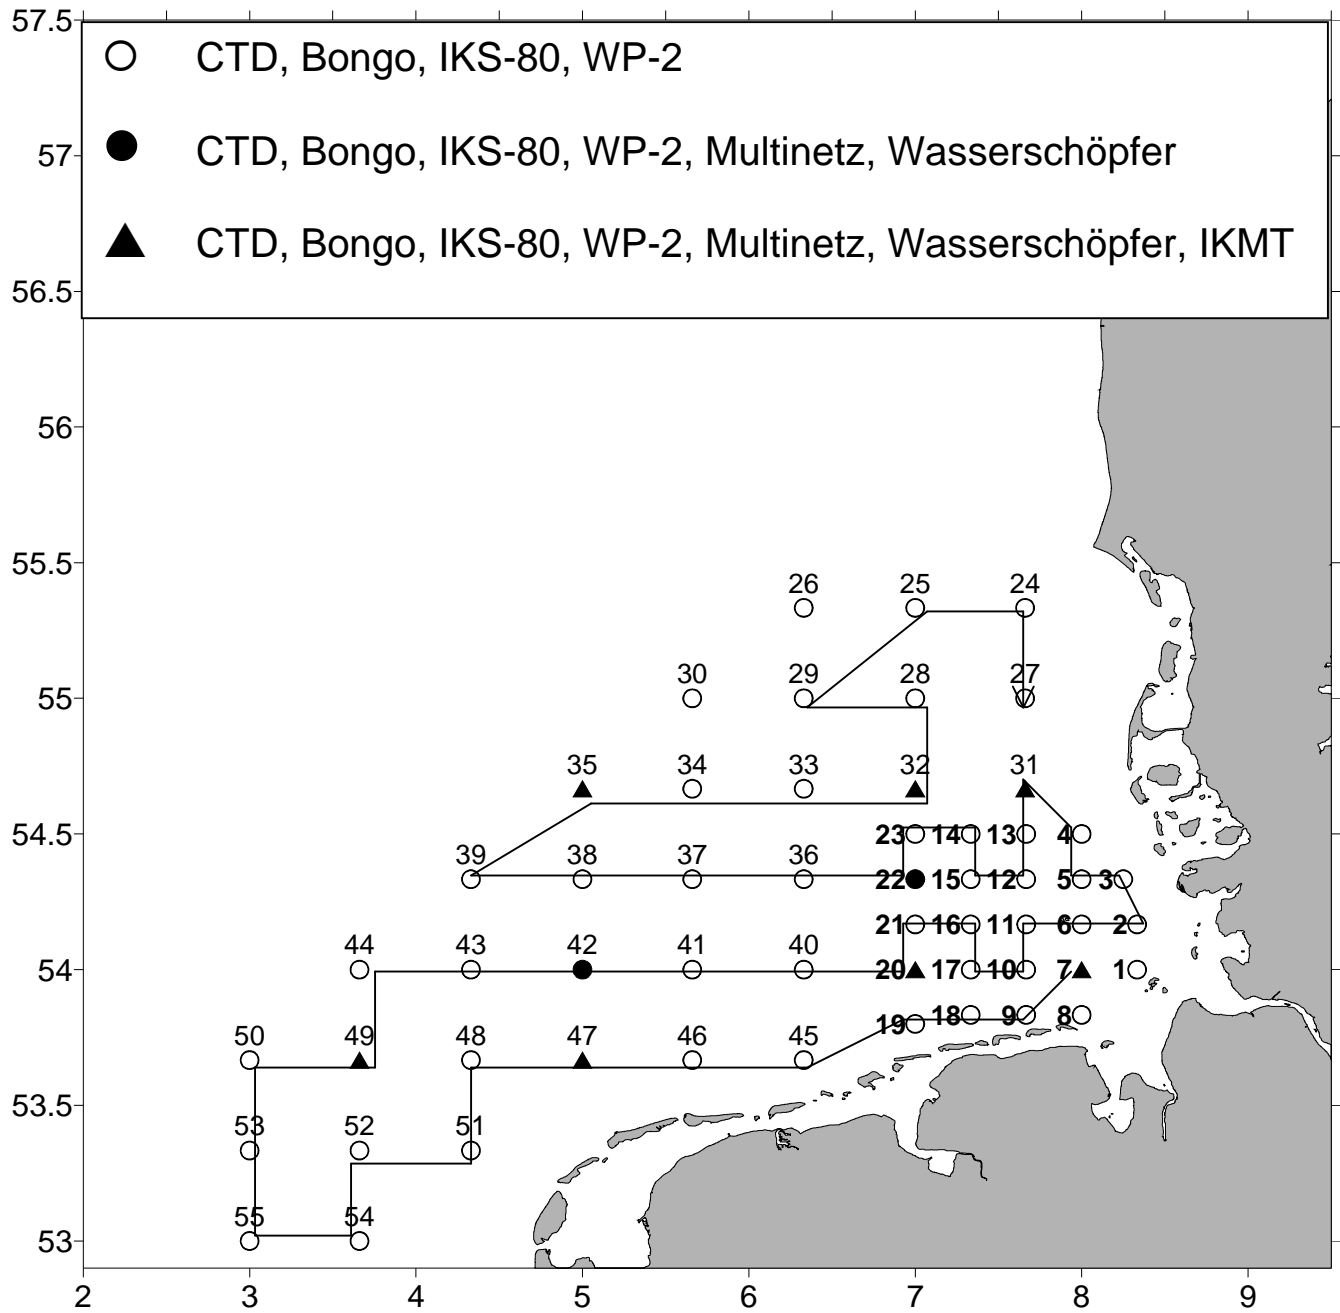 57.5
CTD, Bongo, IKS-80, WP-2
57
CTD, Bongo, IKS-80, WP-2, Multinetz, Wasserschöpfer
CTD, Bongo, IKS-80, WP-2, Multinetz, Wasserschöpfer, IKMT
56.5
56
55.5
26 25 24
30 29 28 27
55
35 34 33 32 31
54.5
23 14 13 4
39 38 37 36 22 15 12 5 3
21 16 11 6 2
44 43 42 41 40 20 17 10 7 1
54
19 18 9 8
50 49 48 47 46 45
53.5
53 52 51
55 54
53
2 3 4 5 6 7 8 9